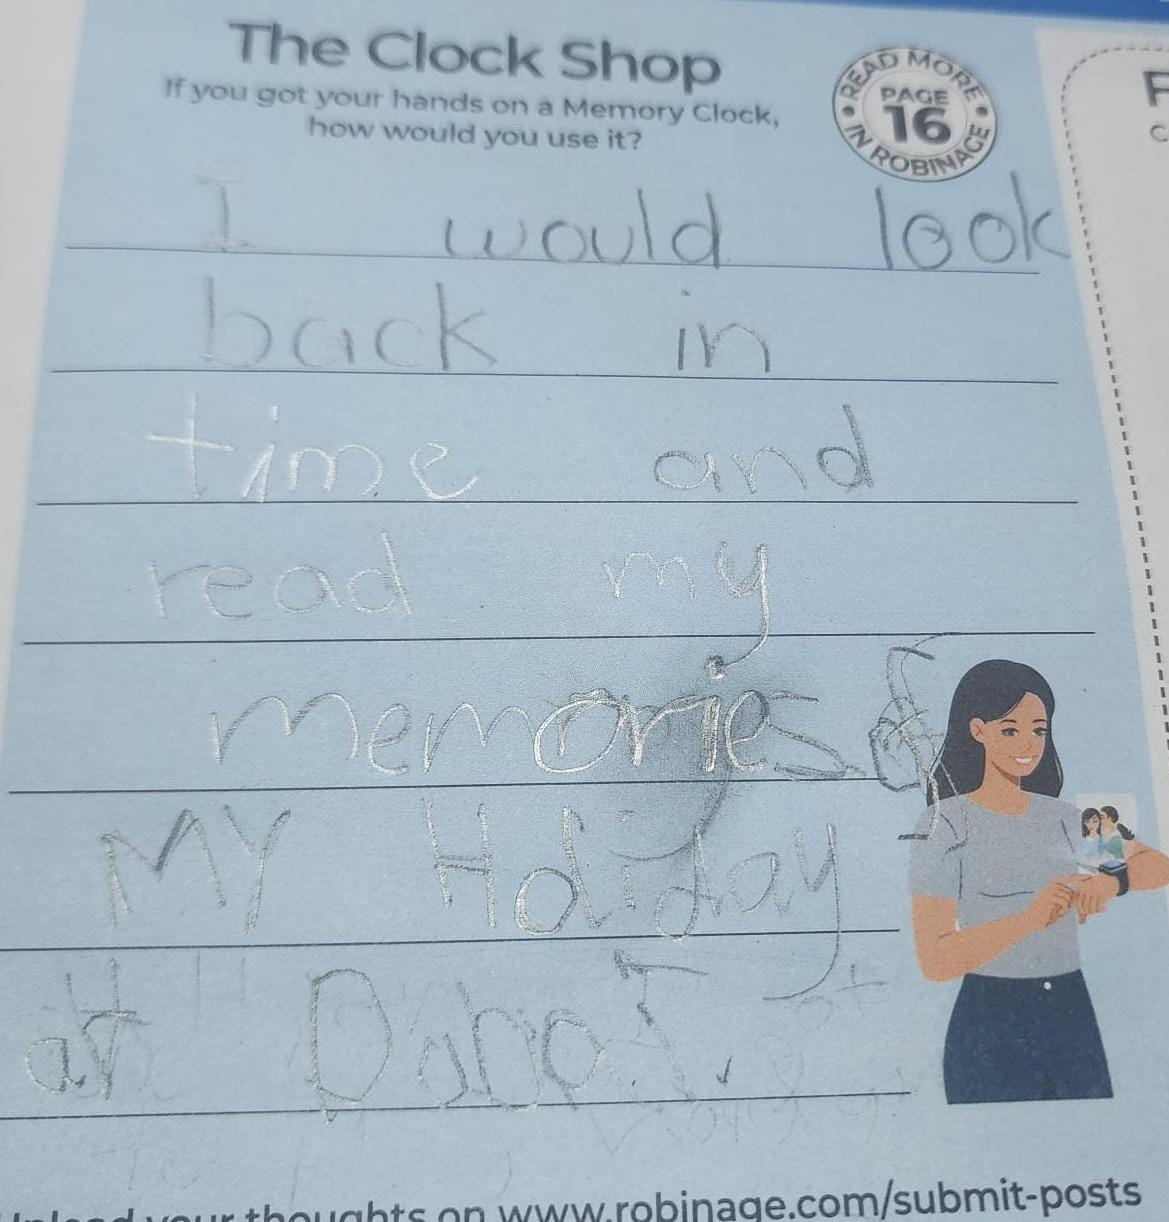 The Clock Shop
If you got your hands on a Memory Clock,
how would you use it?
READ MORE
PAGE
16
IN ROBINAGE
I would look
back in
time and
read my
memories of
My Holiday
at
your thoughts on www.robinage.com/submit-posts